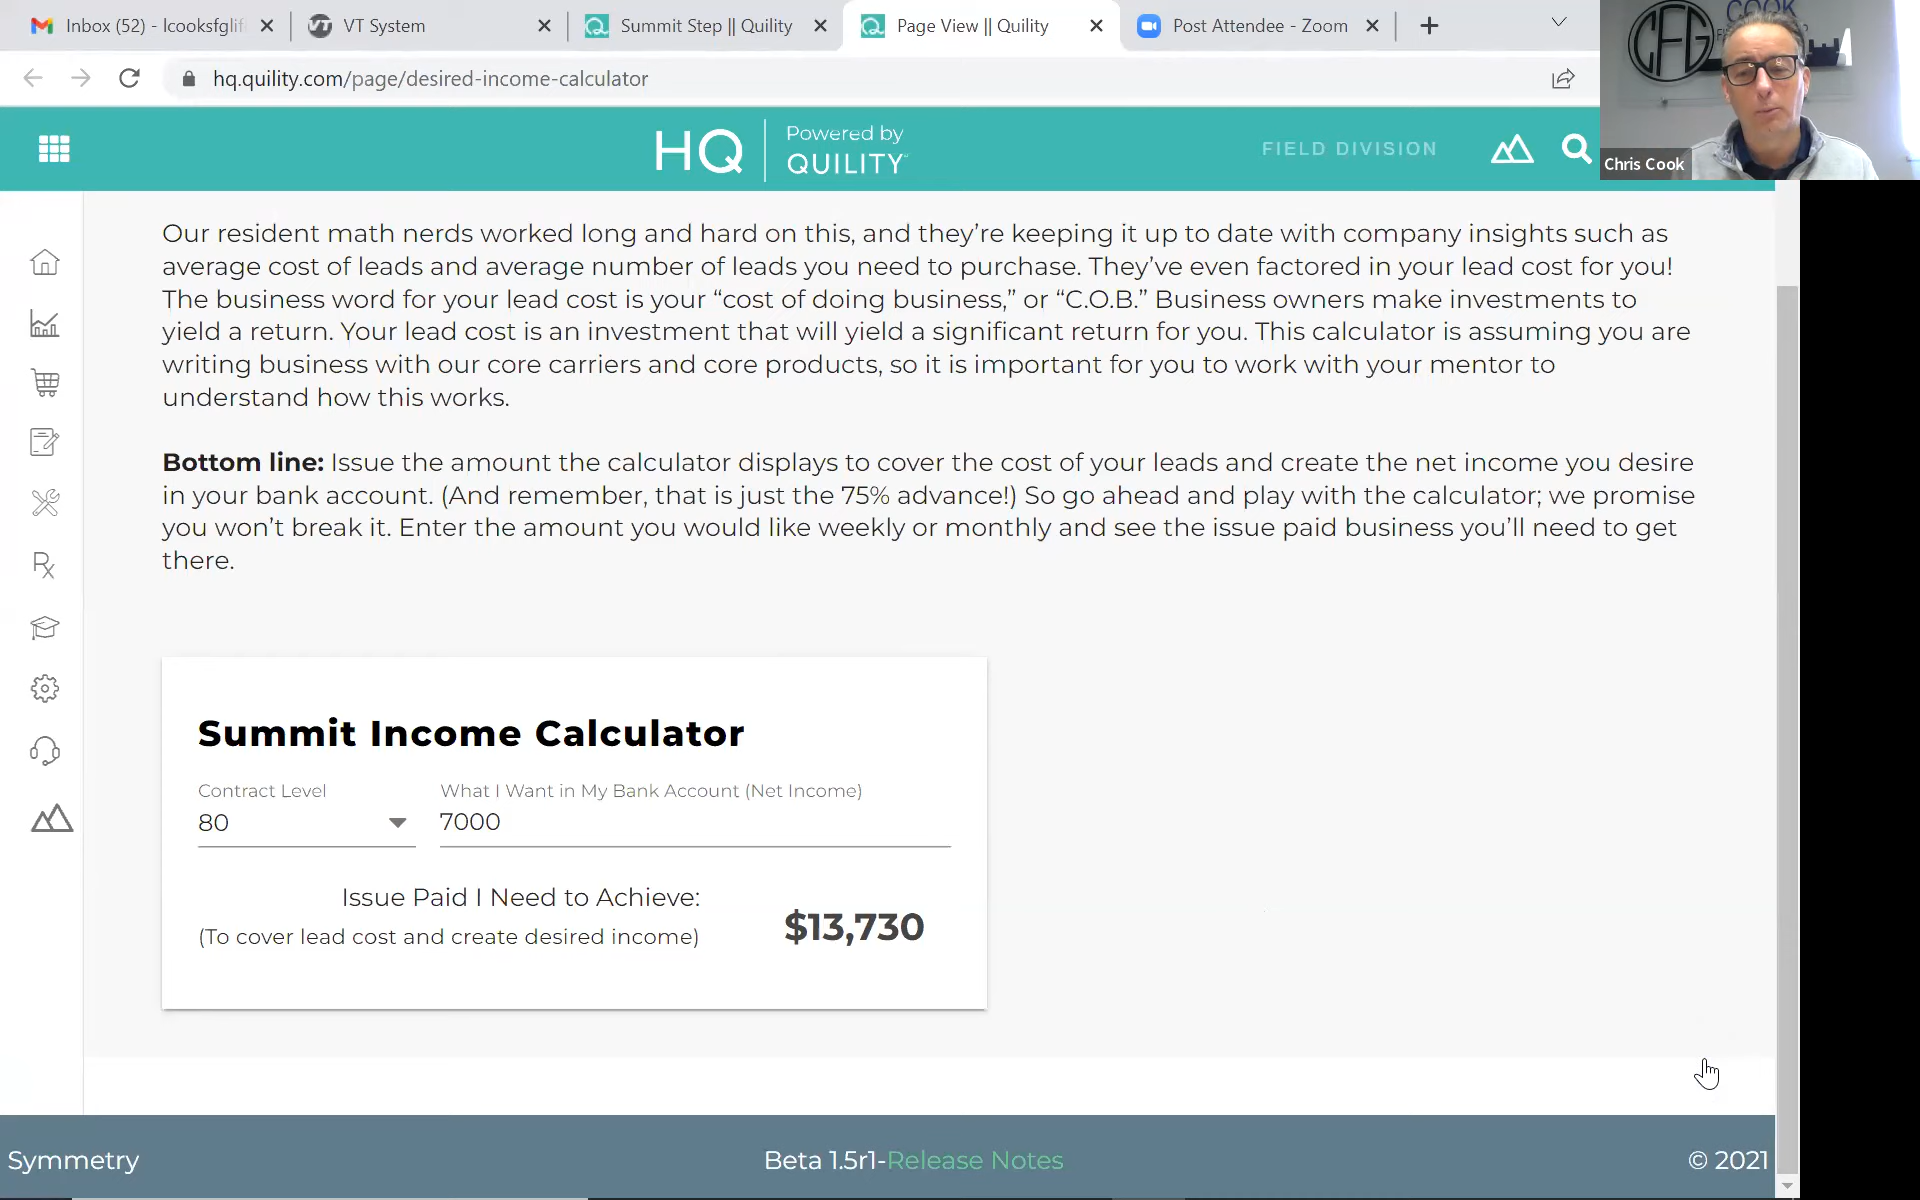 Inbox (52) - lcooksfglif
VT System
Summit Step || Quility
Page View || Quility
Post Attendee - Zoom
hq.quility.com/page/desired-income-calculator
CFG
COOK
Chris Cook
HQ
Powered by
QUILITY
FIELD DIVISION
Our resident math nerds worked long and hard on this, and they’re keeping it up to date with company insights such as
average cost of leads and average number of leads you need to purchase. They’ve even factored in your lead cost for you!
The business word for your lead cost is your “cost of doing business,” or “C.O.B.” Business owners make investments to
yield a return. Your lead cost is an investment that will yield a significant return for you. This calculator is assuming you are
writing business with our core carriers and core products, so it is important for you to work with your mentor to
understand how this works.
Bottom line: Issue the amount the calculator displays to cover the cost of your leads and create the net income you desire
in your bank account. (And remember, that is just the 75% advance!) So go ahead and play with the calculator; we promise
you won’t break it. Enter the amount you would like weekly or monthly and see the issue paid business you’ll need to get
there.
Summit Income Calculator
Contract Level
What I Want in My Bank Account (Net Income)
80
7000
Issue Paid I Need to Achieve:
(To cover lead cost and create desired income)
$13,730
Symmetry
Beta 1.5r1-Release Notes
© 2021